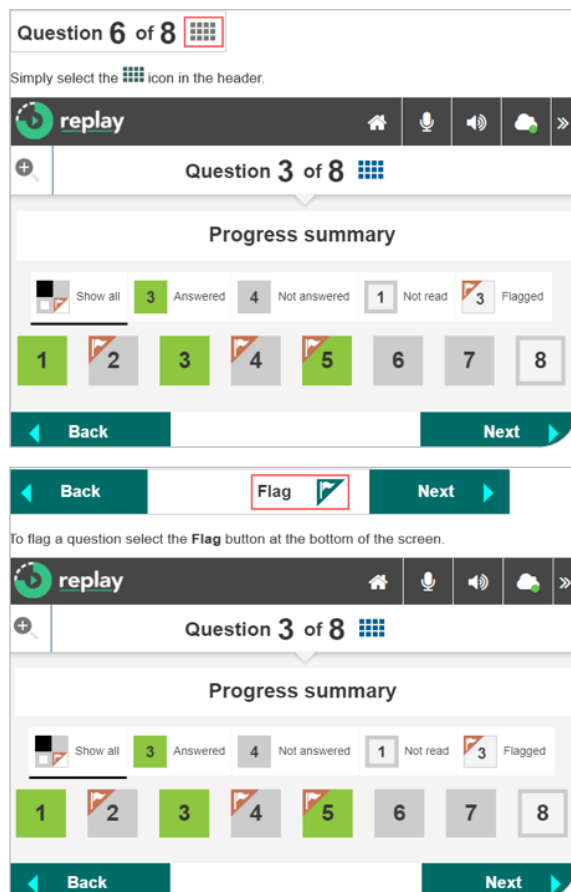 Question 6 of 8
Simply select the icon in the header.
replay
Question 3 of 8
Progress summary
Show all 3 Answered 4 Not answered 1 Not read 3 Flagged
1 2 3 4 5 6 7 8
Back Next
Back Flag Next
To flag a question select the Flag button at the bottom of the screen.
replay
Question 3 of 8
Progress summary
Show all 3 Answered 4 Not answered 1 Not read 3 Flagged
1 2 3 4 5 6 7 8
Back Next